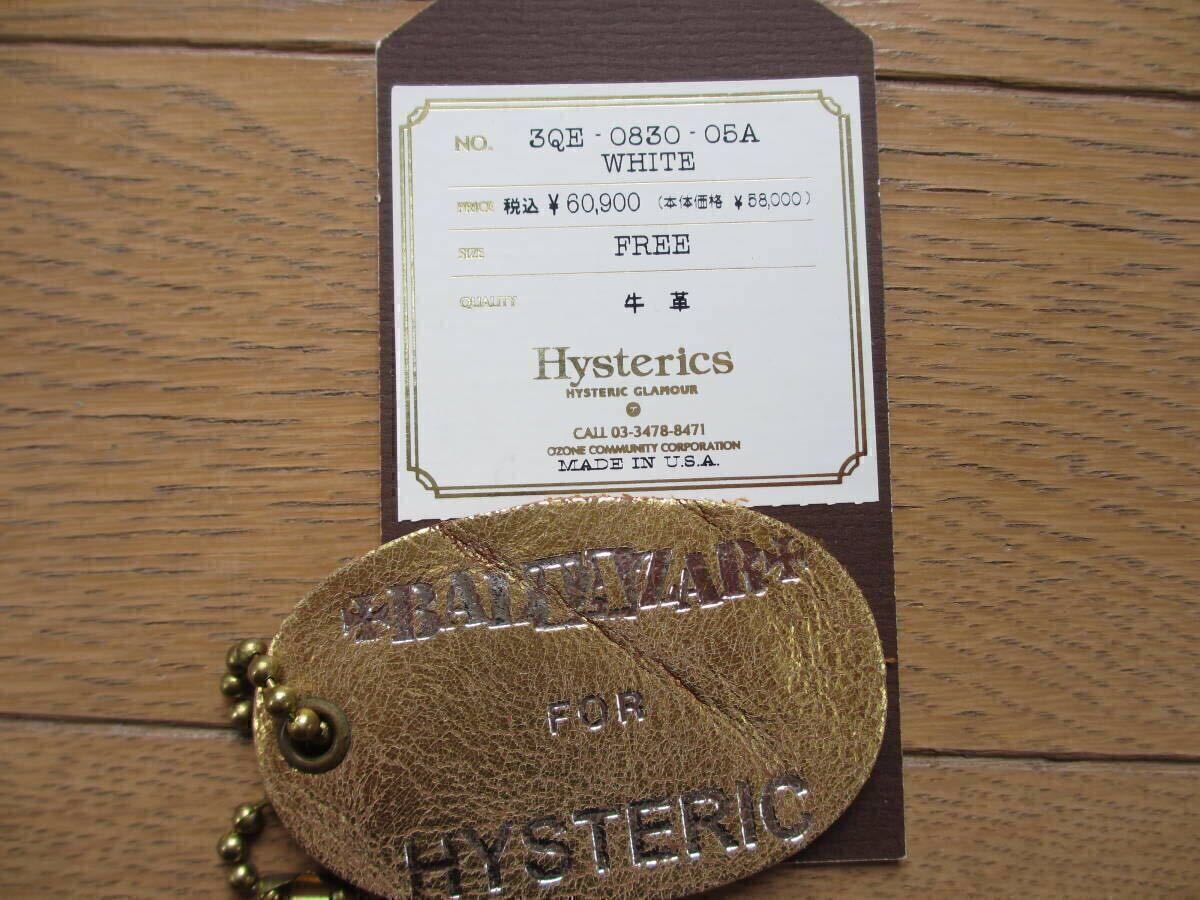 NO. 3QE - 0830 - 05A
WHITE
PRICE 税込 ¥60,900 (本体価格 ¥58,000)
SIZE FREE
QUALITY 牛 革
Hysterics
HYSTERIC GLAMOUR
CALL 03-3478-8471
OZONE COMMUNITY CORPORATION
MADE IN U.S.A.
*BALTHAZAR*
FOR
HYSTERIC